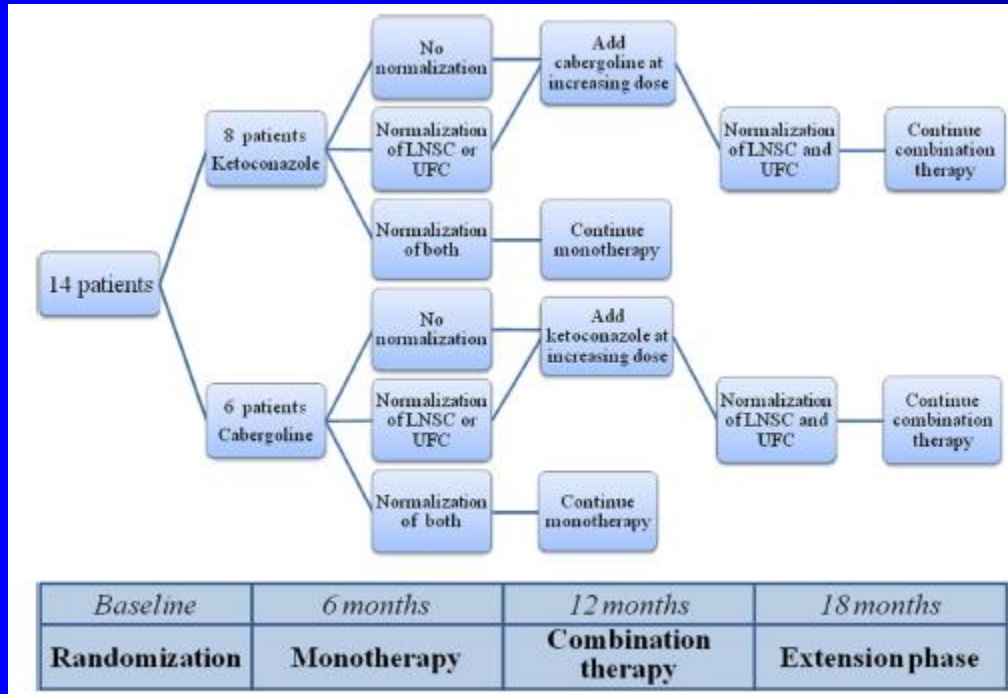 14 patients
8 patients
Ketoconazole
No
normalization
Normalization
of LNSC or
UFC
Normalization
of both
Add
cabergoline at
increasing dose
Continue
monotherapy
Normalization
of LNSC and
UFC
Continue
combination
therapy
6 patients
Cabergoline
No
normalization
Normalization
of LNSC or
UFC
Normalization
of both
Add
ketoconazole at
increasing dose
Continue
monotherapy
Normalization
of LNSC and
UFC
Continue
combination
therapy
Baseline
6 months
12 months
18 months
Randomization
Monotherapy
Combination
therapy
Extension phase